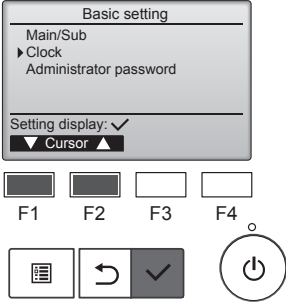 Basic setting
Main/Sub
Clock
Administrator password
Setting display: ✓
▼ Cursor ▲
F1 F2 F3 F4